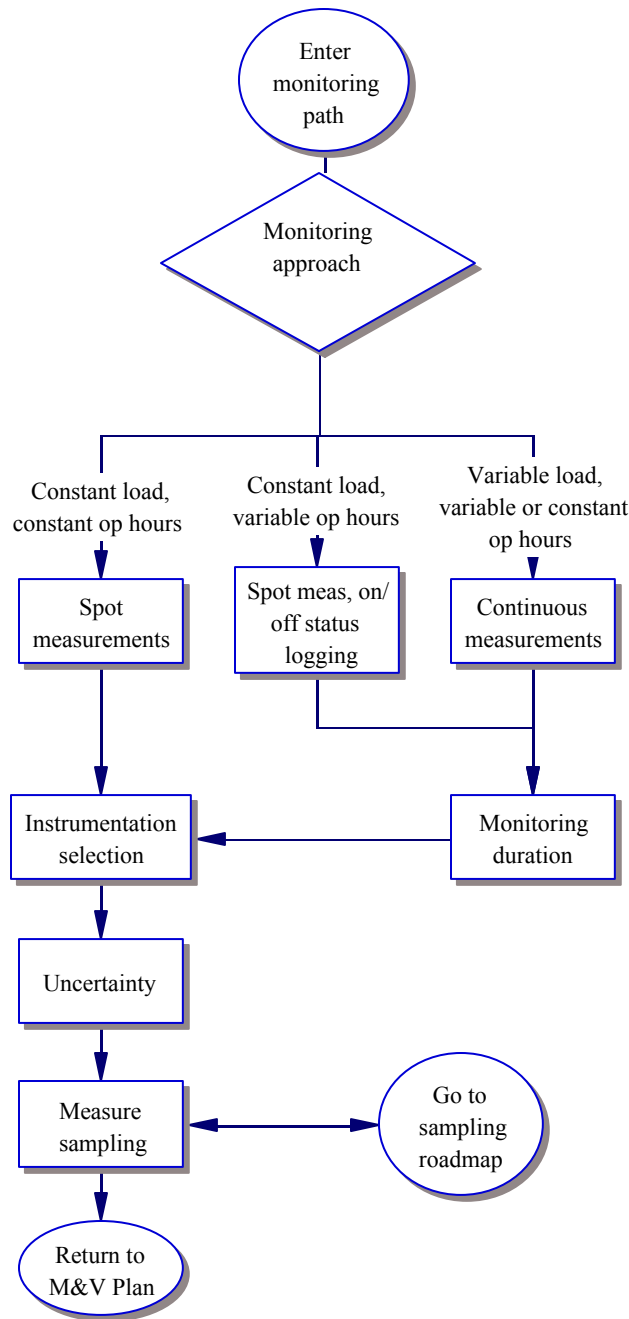 Enter
monitoring
path
Monitoring
approach
Constant load,
constant op hours
Constant load,
variable op hours
Variable load,
variable or constant
op hours
Spot
measurements
Spot meas, on/
off status
logging
Continuous
measurements
Instrumentation
selection
Monitoring
duration
Uncertainty
Measure
sampling
Go to
sampling
roadmap
Return to
M&V Plan